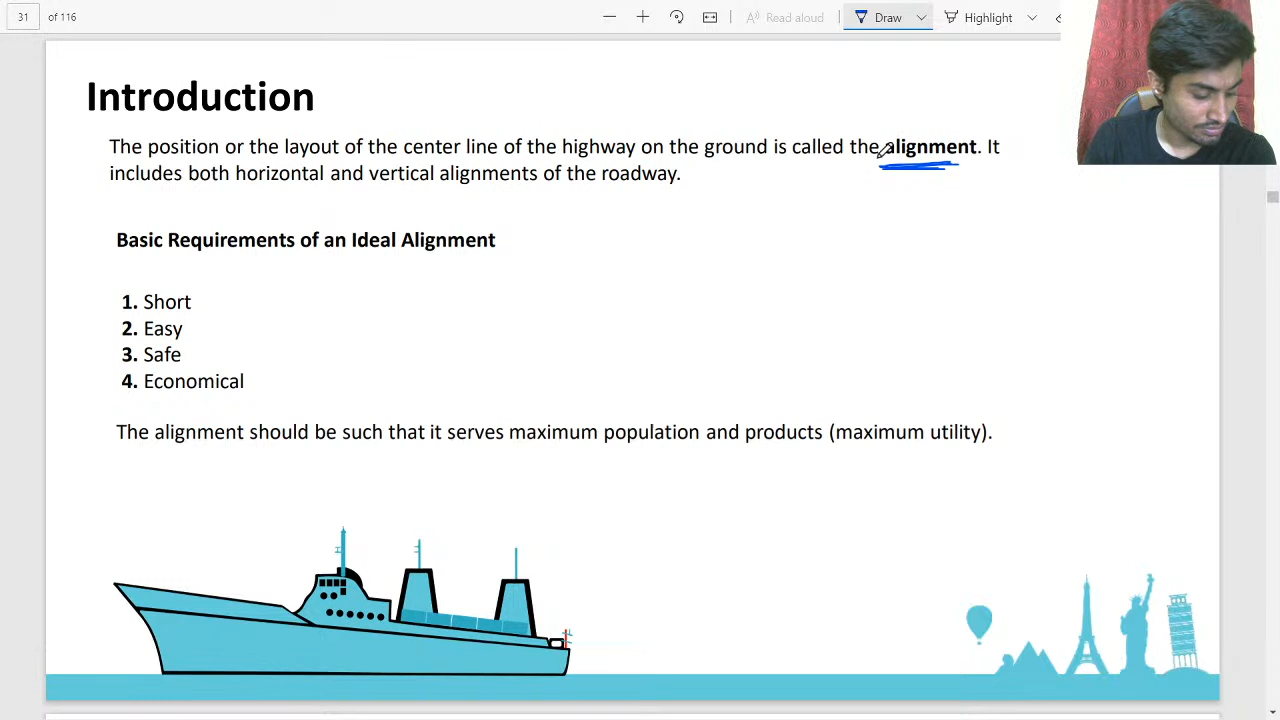 31 of 116
Read aloud
Draw
Highlight
Introduction
The position or the layout of the center line of the highway on the ground is called the alignment. It
includes both horizontal and vertical alignments of the roadway.
Basic Requirements of an Ideal Alignment
1. Short
2. Easy
3. Safe
4. Economical
The alignment should be such that it serves maximum population and products (maximum utility).